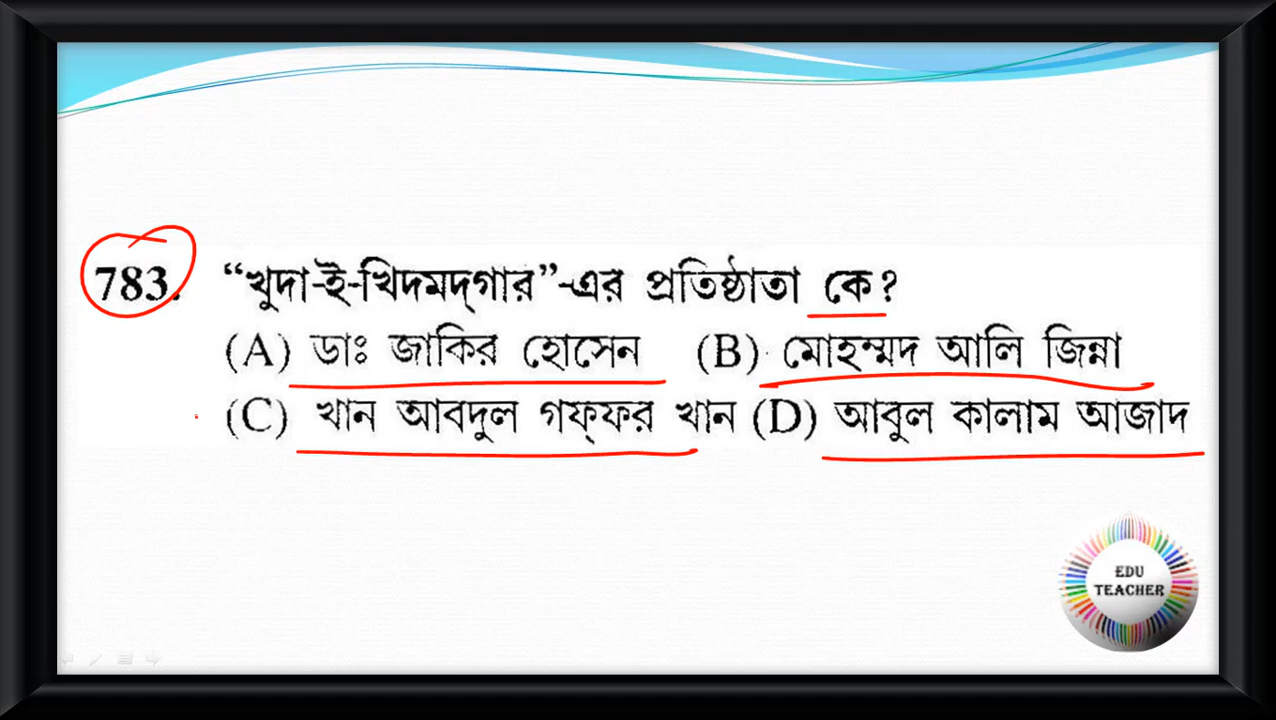 783. “খুদা-ই-খিদমদ্‌গার”-এর প্রতিষ্ঠাতা কে?
(A) ডাঃ জাকির হোসেন (B) মোহম্মদ আলি জিন্না
(C) খান আবদুল গফ্‌ফর খান (D) আবুল কালাম আজাদ
EDU
TEACHER